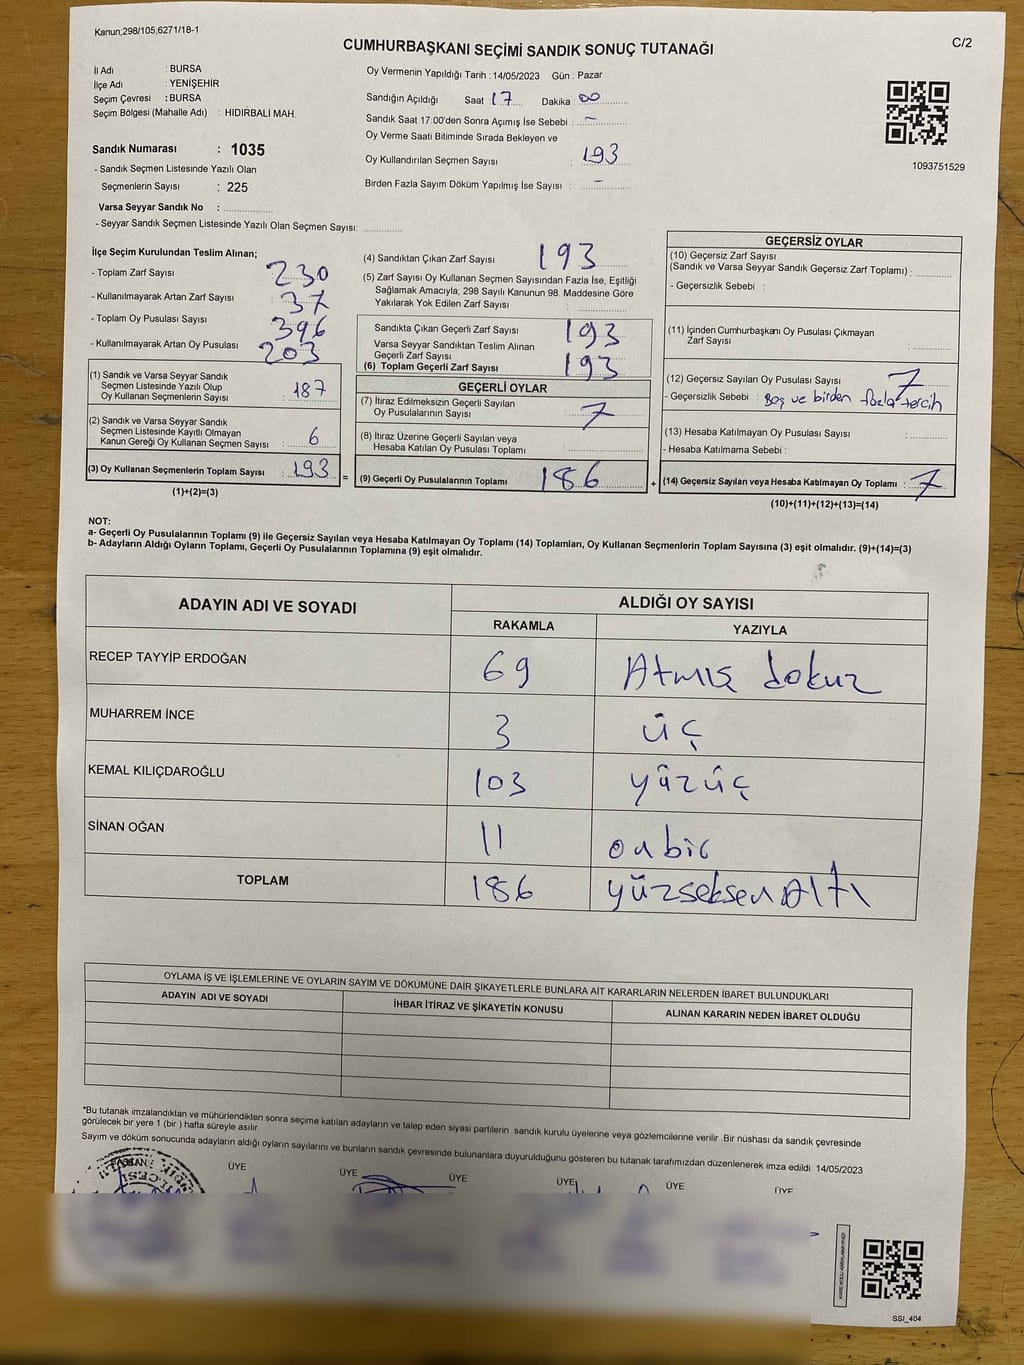 Kanun;298/105;6271/18-1
C/2
CUMHURBAŞKANI SEÇİMİ SANDIK SONUÇ TUTANAĞI
İl Adı : BURSA
İlçe Adı : YENİŞEHİR
Seçim Çevresi : BURSA
Seçim Bölgesi (Mahalle Adı) : HIDIRBALİ MAH.
Sandık Numarası : 1035
- Sandık Seçmen Listesinde Yazılı Olan
Seçmenlerin Sayısı : 225
Varsa Seyyar Sandık No :
- Seyyar Sandık Seçmen Listesinde Yazılı Olan Seçmen Sayısı:
Oy Vermenin Yapıldığı Tarih : 14/05/2023 Gün : Pazar
Sandığın Açıldığı Saat 17 Dakika : 00
Sandık Saat 17:00'den Sonra Açımış İse Sebebi : -
Oy Verme Saati Bitiminde Sırada Bekleyen ve
Oy Kullandırılan Seçmen Sayısı : 193
Birden Fazla Sayım Döküm Yapılmış İse Sayısı : -
1093751529
İlçe Seçim Kurulundan Teslim Alınan;
- Toplam Zarf Sayısı : 230
- Kullanılmayarak Artan Zarf Sayısı : 37
- Toplam Oy Pusulası Sayısı : 396
- Kullanılmayarak Artan Oy Pusulası : 203
(1) Sandık ve Varsa Seyyar Sandık
Seçmen Listesinde Yazılı Olup
Oy Kullanan Seçmenlerin Sayısı : 187
(2) Sandık ve Varsa Seyyar Sandık
Seçmen Listesinde Kayıtlı Olmayan
Kanun Gereği Oy Kullanan Seçmen Sayısı : 6
(3) Oy Kullanan Seçmenlerin Toplam Sayısı : 193
(1)+(2)=(3)
(4) Sandıktan Çıkan Zarf Sayısı : 193
(5) Zarf Sayısı Oy Kullanan Seçmen Sayısından Fazla İse, Eşitliği
Sağlamak Amacıyla, 298 Sayılı Kanunun 98. Maddesine Göre
Yakılarak Yok Edilen Zarf Sayısı :
Sandıkta Çıkan Geçerli Zarf Sayısı : 193
Varsa Seyyar Sandıktan Teslim Alınan
Geçerli Zarf Sayısı :
(6) Toplam Geçerli Zarf Sayısı : 193
GEÇERLİ OYLAR
(7) İtiraz Edilmeksizin Geçerli Sayılan
Oy Pusulalarının Sayısı : 7
(8) İtiraz Üzerine Geçerli Sayılan veya
Hesaba Katılan Oy Pusulası Toplamı :
= (9) Geçerli Oy Pusulalarının Toplamı : 186
GEÇERSİZ OYLAR
(10) Geçersiz Zarf Sayısı
(Sandık ve Varsa Seyyar Sandık Geçersiz Zarf Toplamı) :
- Geçersizlik Sebebi :
(11) İçinden Cumhurbaşkanı Oy Pusulası Çıkmayan
Zarf Sayısı :
(12) Geçersiz Sayılan Oy Pusulası Sayısı : 7
- Geçersizlik Sebebi : Boş ve birden fazla tercih
(13) Hesaba Katılmayan Oy Pusulası Sayısı :
- Hesaba Katılmama Sebebi :
+ (14) Geçersiz Sayılan veya Hesaba Katılmayan Oy Toplamı : 7
(10)+(11)+(12)+(13)=(14)
NOT:
a- Geçerli Oy Pusulalarının Toplamı (9) ile Geçersiz Sayılan veya Hesaba Katılmayan Oy Toplamı (14) Toplamları, Oy Kullanan Seçmenlerin Toplam Sayısına (3) eşit olmalıdır. (9)+(14)=(3)
b- Adayların Aldığı Oyların Toplamı, Geçerli Oy Pusulalarının Toplamına (9) eşit olmalıdır.
ADAYIN ADI VE SOYADI ALDIĞI OY SAYISI
RAKAMLA YAZIYLA
RECEP TAYYİP ERDOĞAN 69 Atmış dokuz
MUHARREM İNCE 3 üç
KEMAL KILIÇDAROĞLU 103 yüzüç
SİNAN OĞAN 11 onbir
TOPLAM 186 yüzseksenAltı
OYLAMA İŞ VE İŞLEMLERİNE VE OYLARIN SAYIM VE DÖKÜMÜNE DAİR ŞİKAYETLERLE BUNLARA AİT KARARLARIN NELERDEN İBARET BULUNDUKLARI
ADAYIN ADI VE SOYADI İHBAR İTİRAZ VE ŞİKAYETİN KONUSU ALINAN KARARIN NEDEN İBARET OLDUĞU
*Bu tutanak imzalandıktan ve mühürlendikten sonra seçime katılan adayların ve talep eden siyasi partilerin sandık kurulu üyelerine veya gözlemcilerine verilir. Bir nüshası da sandık çevresinde
görülecek bir yere 1 (bir ) hafta süreyle asılır.
Sayım ve döküm sonucunda adayların aldığı oyların sayılarını ve bunların sandık çevresinde bulunanlara duyurulduğunu gösteren bu tutanak tarafımızdan düzenlenerek imza edildi. 14/05/2023
BAŞKAN ÜYE ÜYE ÜYE ÜYE ÜYE ÜYE
SSI_404